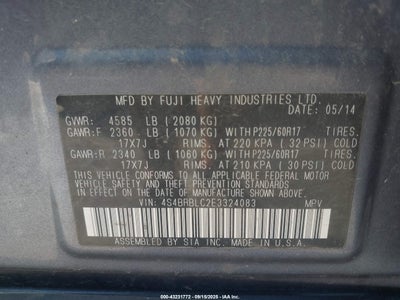 MFD BY FUJI HEAVY INDUSTRIES LTD.
DATE: 05/14
GVWR: 4585 LB (2080 KG)
GAWR:F 2360 LB (1070 KG) WITH P225/60R17 TIRES.
17X7J RIMS. AT 220 KPA (32 PSI) COLD
GAWR:R 2340 LB (1060 KG) WITH P225/60R17 TIRES.
17X7J RIMS. AT 210 KPA (30 PSI) COLD
THIS VEHICLE CONFORMS TO ALL APPLICABLE FEDERAL MOTOR
VEHICLE SAFETY AND THEFT PREVENTION STANDARDS
IN EFFECT ON THE DATE OF MANUFACTURE SHOWN ABOVE.
VIN: 4S4BRBLC2E3324083 MPV
ASSEMBLED BY SIA INC. MADE IN U.S.A.
000-43231772 - 09/15/2025 - IAAI.COM